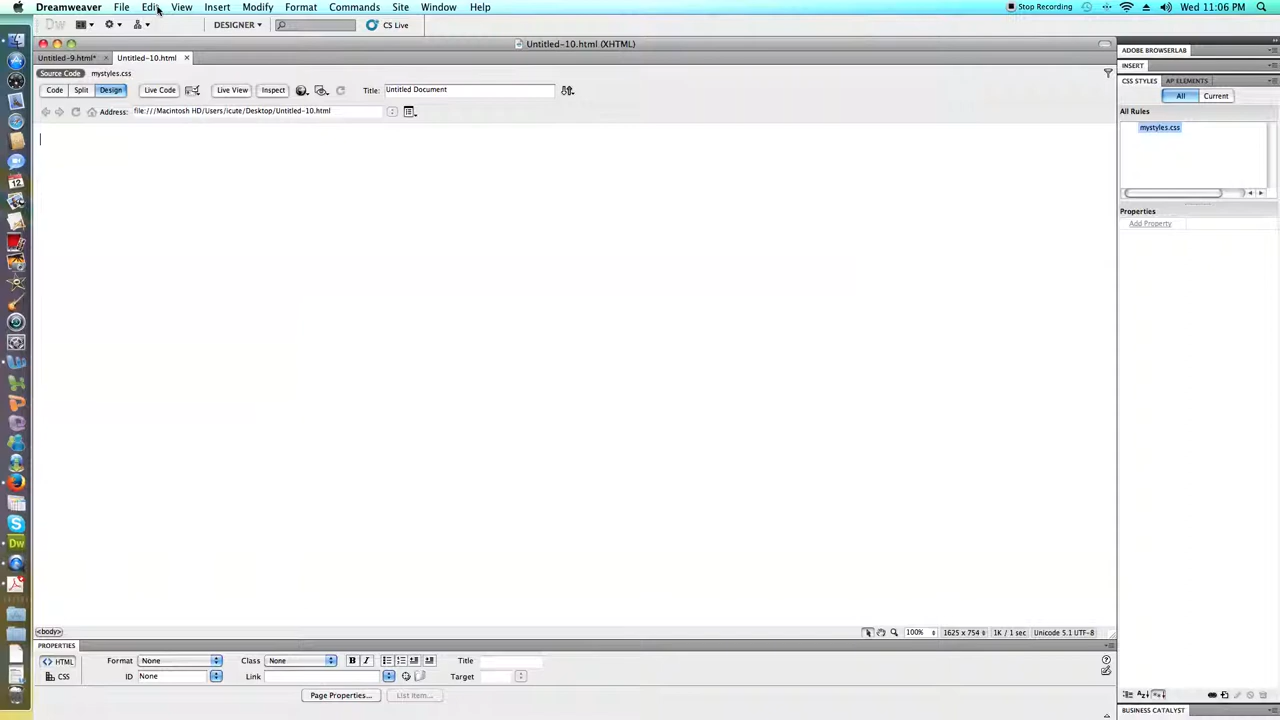 Dreamweaver File Edit View Insert Modify Format Commands Site Window Help Stop Recording Wed 11:06 PM
Dw DESIGNER CS Live
Untitled-10.html (XHTML)
Untitled-9.html* Untitled-10.html
Source Code mystyles.css
Code Split Design Live Code Live View Inspect Title: Untitled Document
Address: file:///Macintosh HD/Users/icute/Desktop/Untitled-10.html
ADOBE BROWSERLAB
INSERT
CSS STYLES AP ELEMENTS
All Current
All Rules
mystyles.css
Properties
Add Property
12
Dw
<body> 100% 1625 x 754 1K / 1 sec Unicode 5.1 UTF-8
PROPERTIES
<> HTML Format None Class None B I Title
CSS ID None Link Target
Page Properties... List Item...
BUSINESS CATALYST